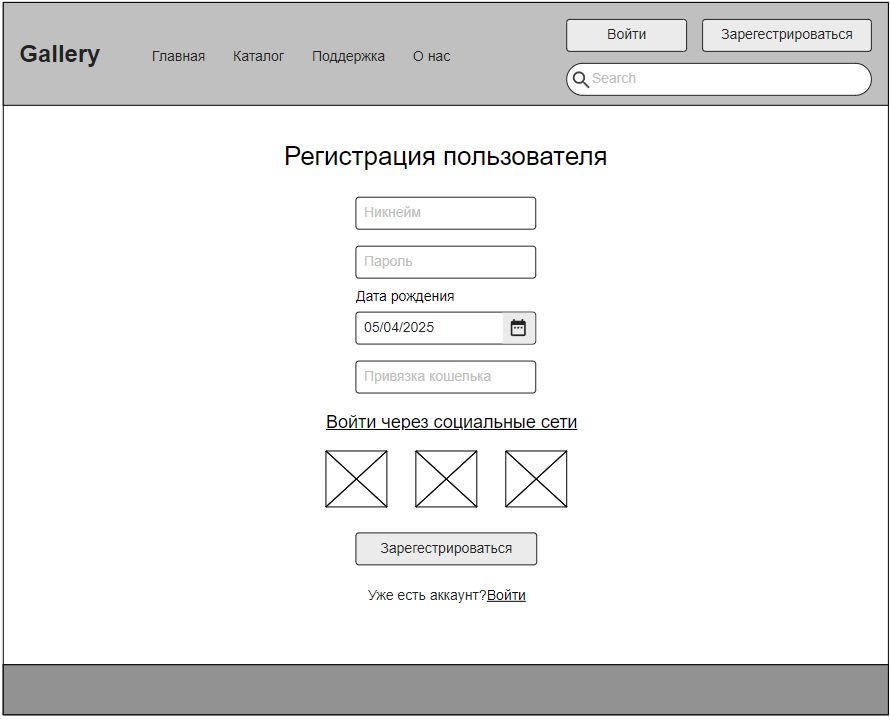 Gallery
Главная
Каталог
Поддержка
О нас
Войти
Зарегестрироваться
Search
Регистрация пользователя
Никнейм
Пароль
Дата рождения
05/04/2025
Привязка кошелька
Войти через социальные сети
Зарегестрироваться
Уже есть аккаунт?Войти